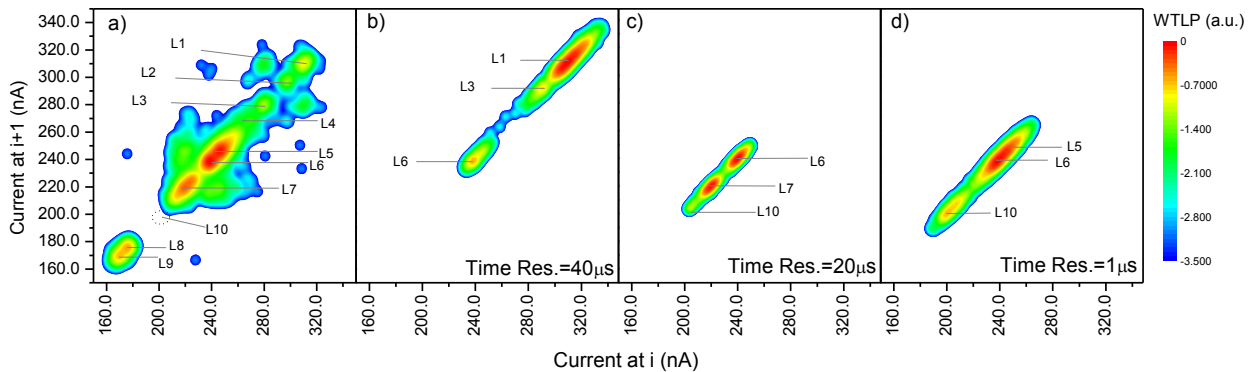 a)
b)
c)
d)
WTLP (a.u.)
340.0
320.0
300.0
280.0
260.0
240.0
220.0
200.0
180.0
160.0
Current at i+1 (nA)
L1
L2
L3
L4
L5
L6
L7
L10
L8
L9
L1
L3
L6
Time Res.=40μs
L6
L7
L10
Time Res.=20μs
L5
L6
L10
Time Res.=1μs
0
-0.7000
-1.400
-2.100
-2.800
-3.500
160.0
200.0
240.0
280.0
320.0
160.0
200.0
240.0
280.0
320.0
200.0
240.0
280.0
320.0
200.0
240.0
280.0
320.0
Current at i (nA)